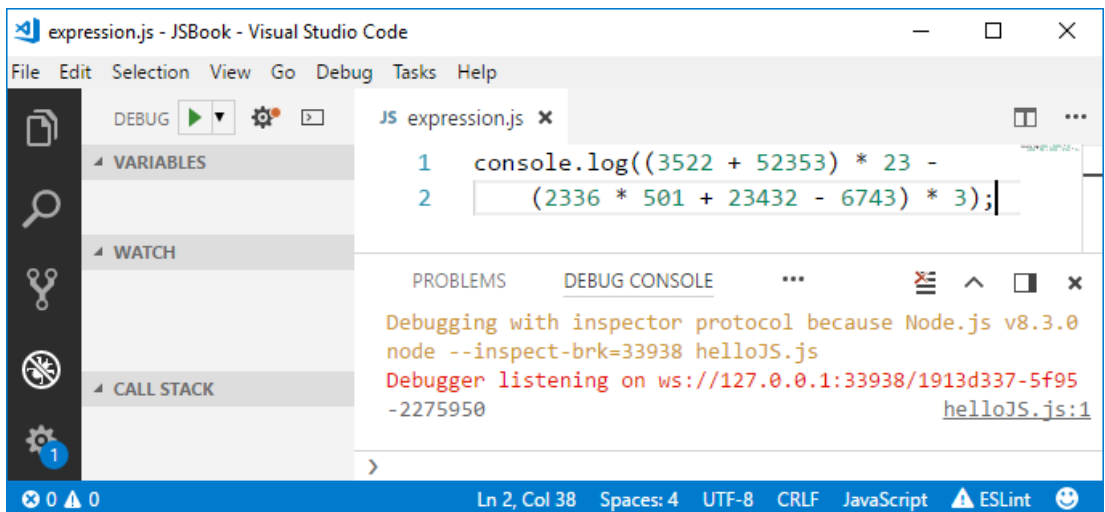 expression.js - JSBook - Visual Studio Code
File Edit Selection View Go Debug Tasks Help
DEBUG
JS expression.js
VARIABLES
1 console.log((3522 + 52353) * 23 -
2 (2336 * 501 + 23432 - 6743) * 3);
WATCH
PROBLEMS DEBUG CONSOLE ...
Debugging with inspector protocol because Node.js v8.3.0
node --inspect-brk=33938 helloJS.js
Debugger listening on ws://127.0.0.1:33938/1913d337-5f95
CALL STACK
-2275950 helloJS.js:1
1
0 0 Ln 2, Col 38 Spaces: 4 UTF-8 CRLF JavaScript ESLint